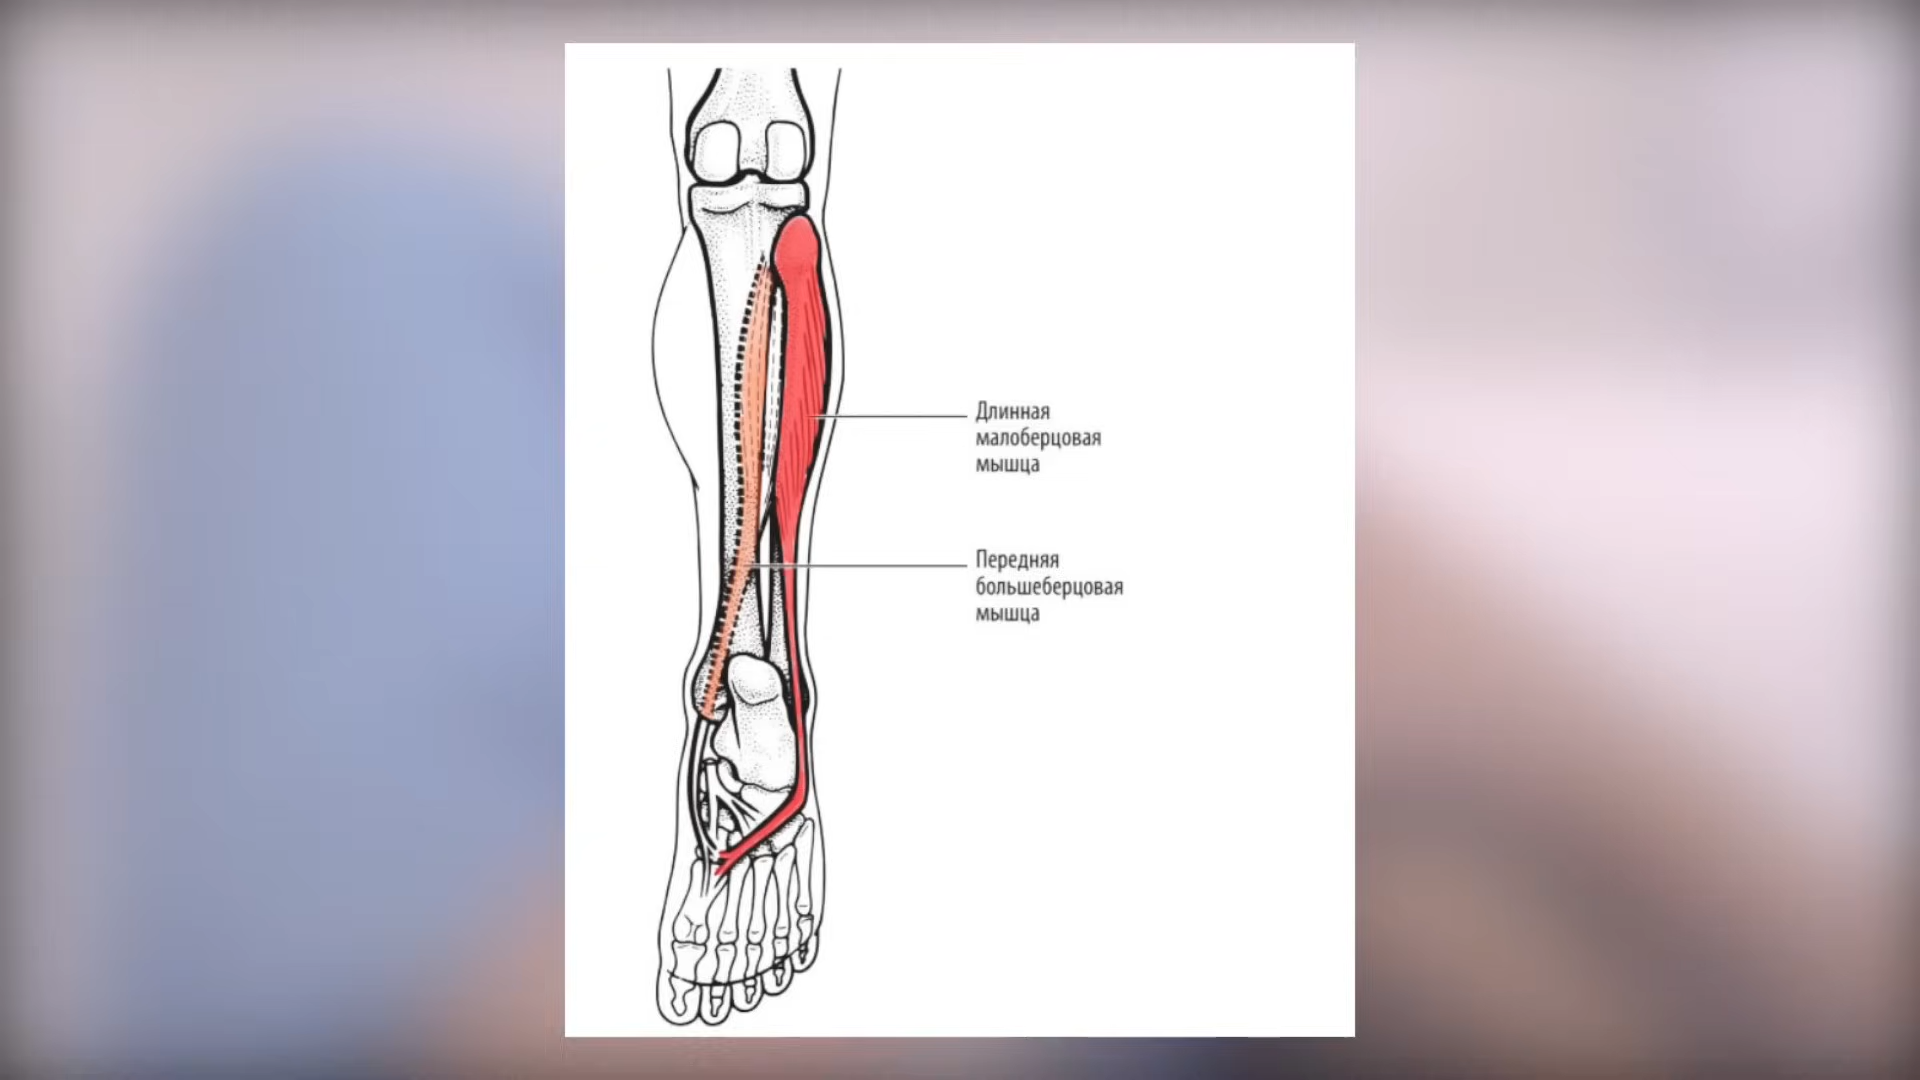 Длинная
малоберцовая
мышца
Передняя
большеберцовая
мышца